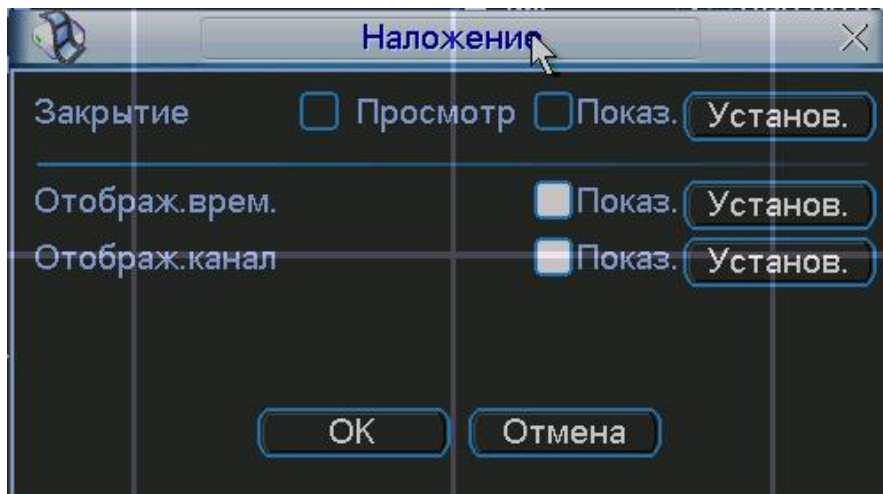 Наложение
Закрытие Просмотр Показ. Установ.
Отображ.врем. Показ. Установ.
Отображ.канал Показ. Установ.
OK Отмена